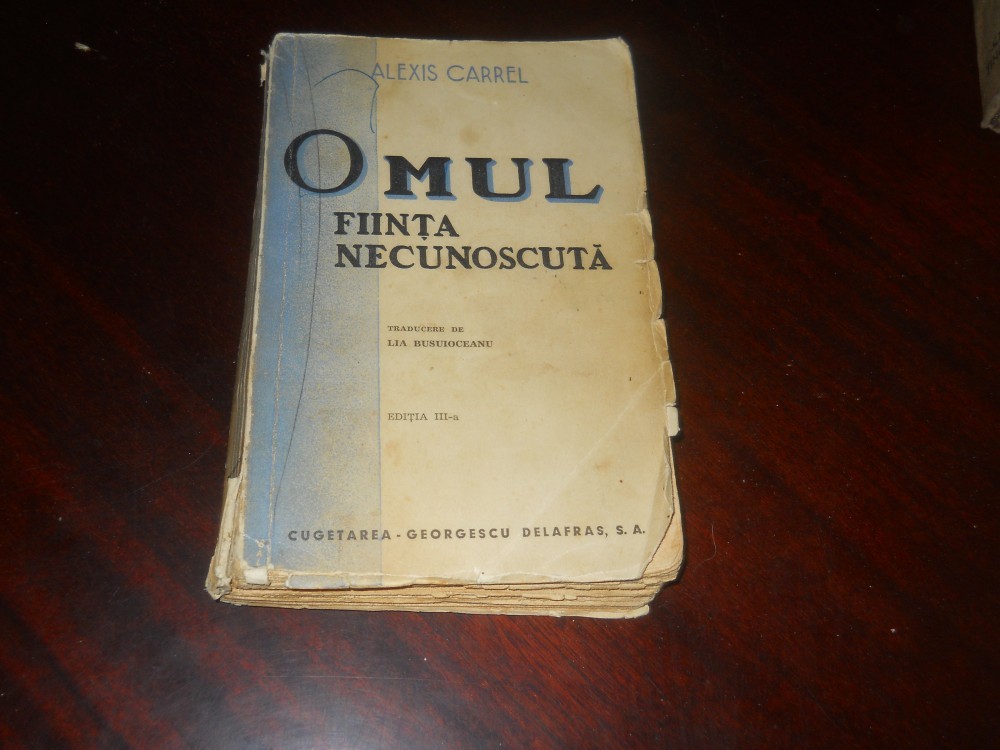 ALEXIS CARREL
OMUL
FIINȚA
NECUNOSCUTĂ
TRADUCERE DE
LIA BUSUIOCEANU
EDIȚIA III-a
CUGETAREA - GEORGESCU DELAFRAS, S. A.